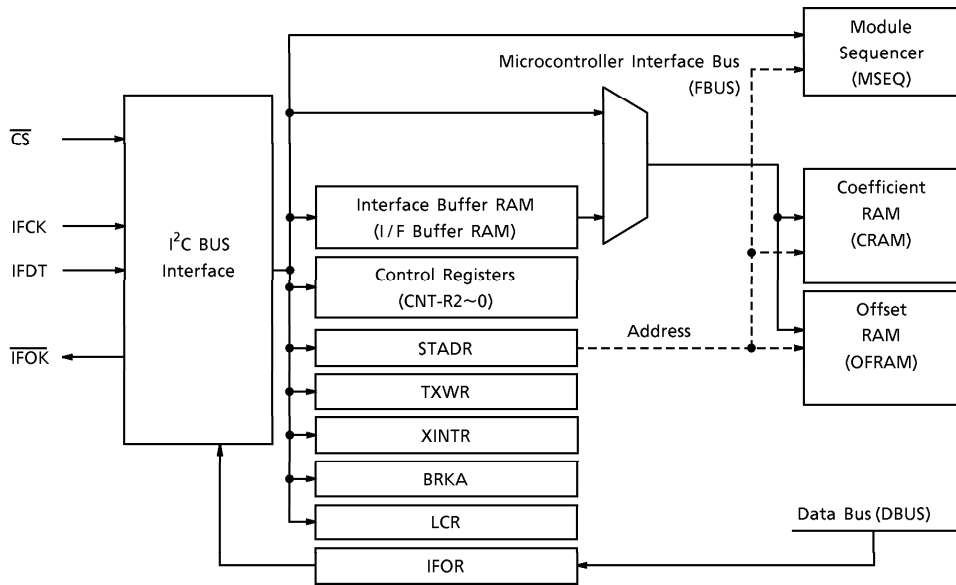 Module
Sequencer
(MSEQ)
Microcontroller Interface Bus
(FBUS)
CS
IFCK
IFDT
IFOK
I²C BUS
Interface
Interface Buffer RAM
(I/F Buffer RAM)
Control Registers
(CNT-R2~0)
STADR
Address
TXWR
XINTR
BRKA
LCR
IFOR
Coefficient
RAM
(CRAM)
Offset
RAM
(OFRAM)
Data Bus (DBUS)